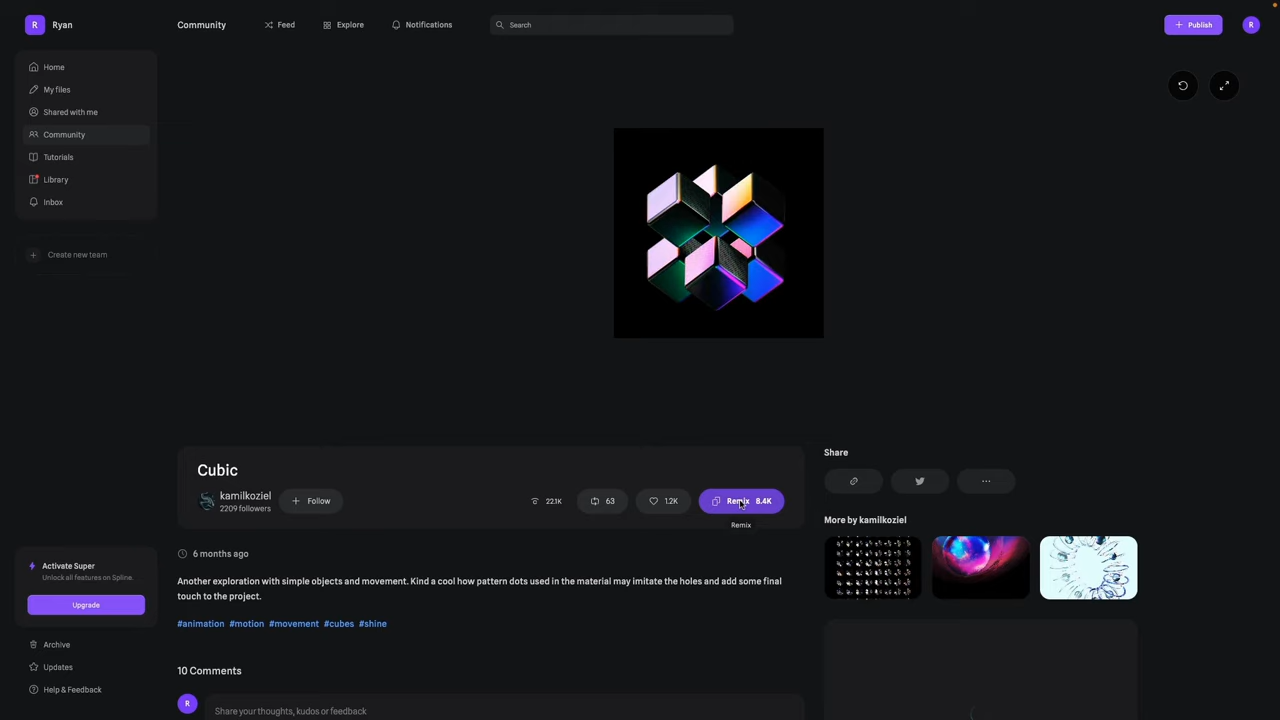 R Ryan
Community
Feed
Explore
Notifications
Search
Publish
R
Home
My files
Shared with me
Community
Tutorials
Library
Inbox
Create new team
Cubic
kamilkoziel
2209 followers
Follow
22.1K
63
1.2K
Remix 8.4K
Remix
Share
More by kamilkoziel
6 months ago
Another exploration with simple objects and movement. Kind a cool how pattern dots used in the material may imitate the holes and add some final
touch to the project.
#animation #motion #movement #cubes #shine
10 Comments
R
Share your thoughts, kudos or feedback
Activate Super
Unlock all features on Spline.
Upgrade
Archive
Updates
Help & Feedback